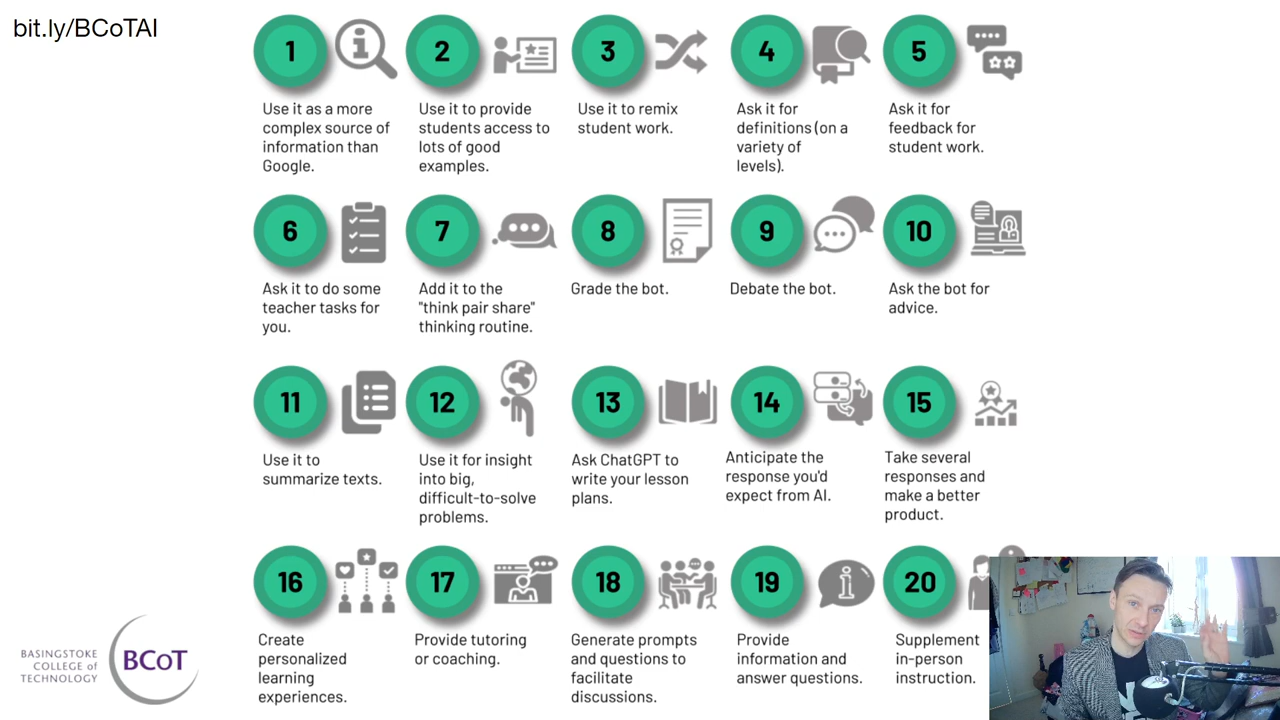 bit.ly/BCoTAI
1
2
3
4
5
Use it as a more
complex source of
information than
Google.
Use it to provide
students access to
lots of good
examples.
Use it to remix
student work.
Ask it for
definitions (on a
variety of
levels).
Ask it for
feedback for
student work.
6
7
8
9
10
Ask it to do some
teacher tasks for
you.
Add it to the
"think pair share"
thinking routine.
Grade the bot.
Debate the bot.
Ask the bot for
advice.
11
12
13
14
15
Use it to
summarize texts.
Use it for insight
into big,
difficult-to-solve
problems.
Ask ChatGPT to
write your lesson
plans.
Anticipate the
response you'd
expect from AI.
Take several
responses and
make a better
product.
16
17
18
19
20
Create
personalized
learning
experiences.
Provide tutoring
or coaching.
Generate prompts
and questions to
facilitate
discussions.
Provide
information and
answer questions.
Supplement
in-person
instruction.
BASINGSTOKE
COLLEGE of
TECHNOLOGY
BCoT